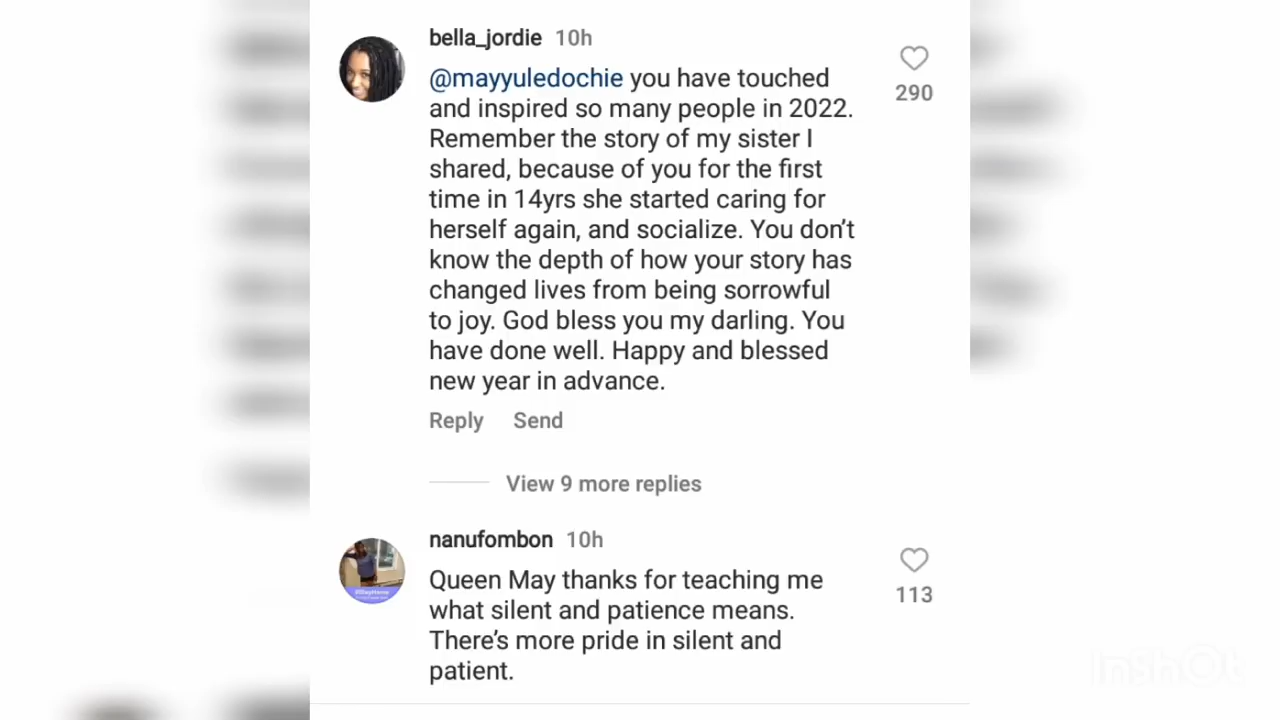 bella_jordie 10h
@mayyuledochie you have touched
290
and inspired so many people in 2022.
Remember the story of my sister I
shared, because of you for the first
time in 14yrs she started caring for
herself again, and socialize. You don't
know the depth of how your story has
changed lives from being sorrowful
to joy. God bless you my darling. You
have done well. Happy and blessed
new year in advance.
Reply Send
View 9 more replies
nanufombon 10h
Queen May thanks for teaching me
113
what silent and patience means.
There's more pride in silent and
patient.
InShOt